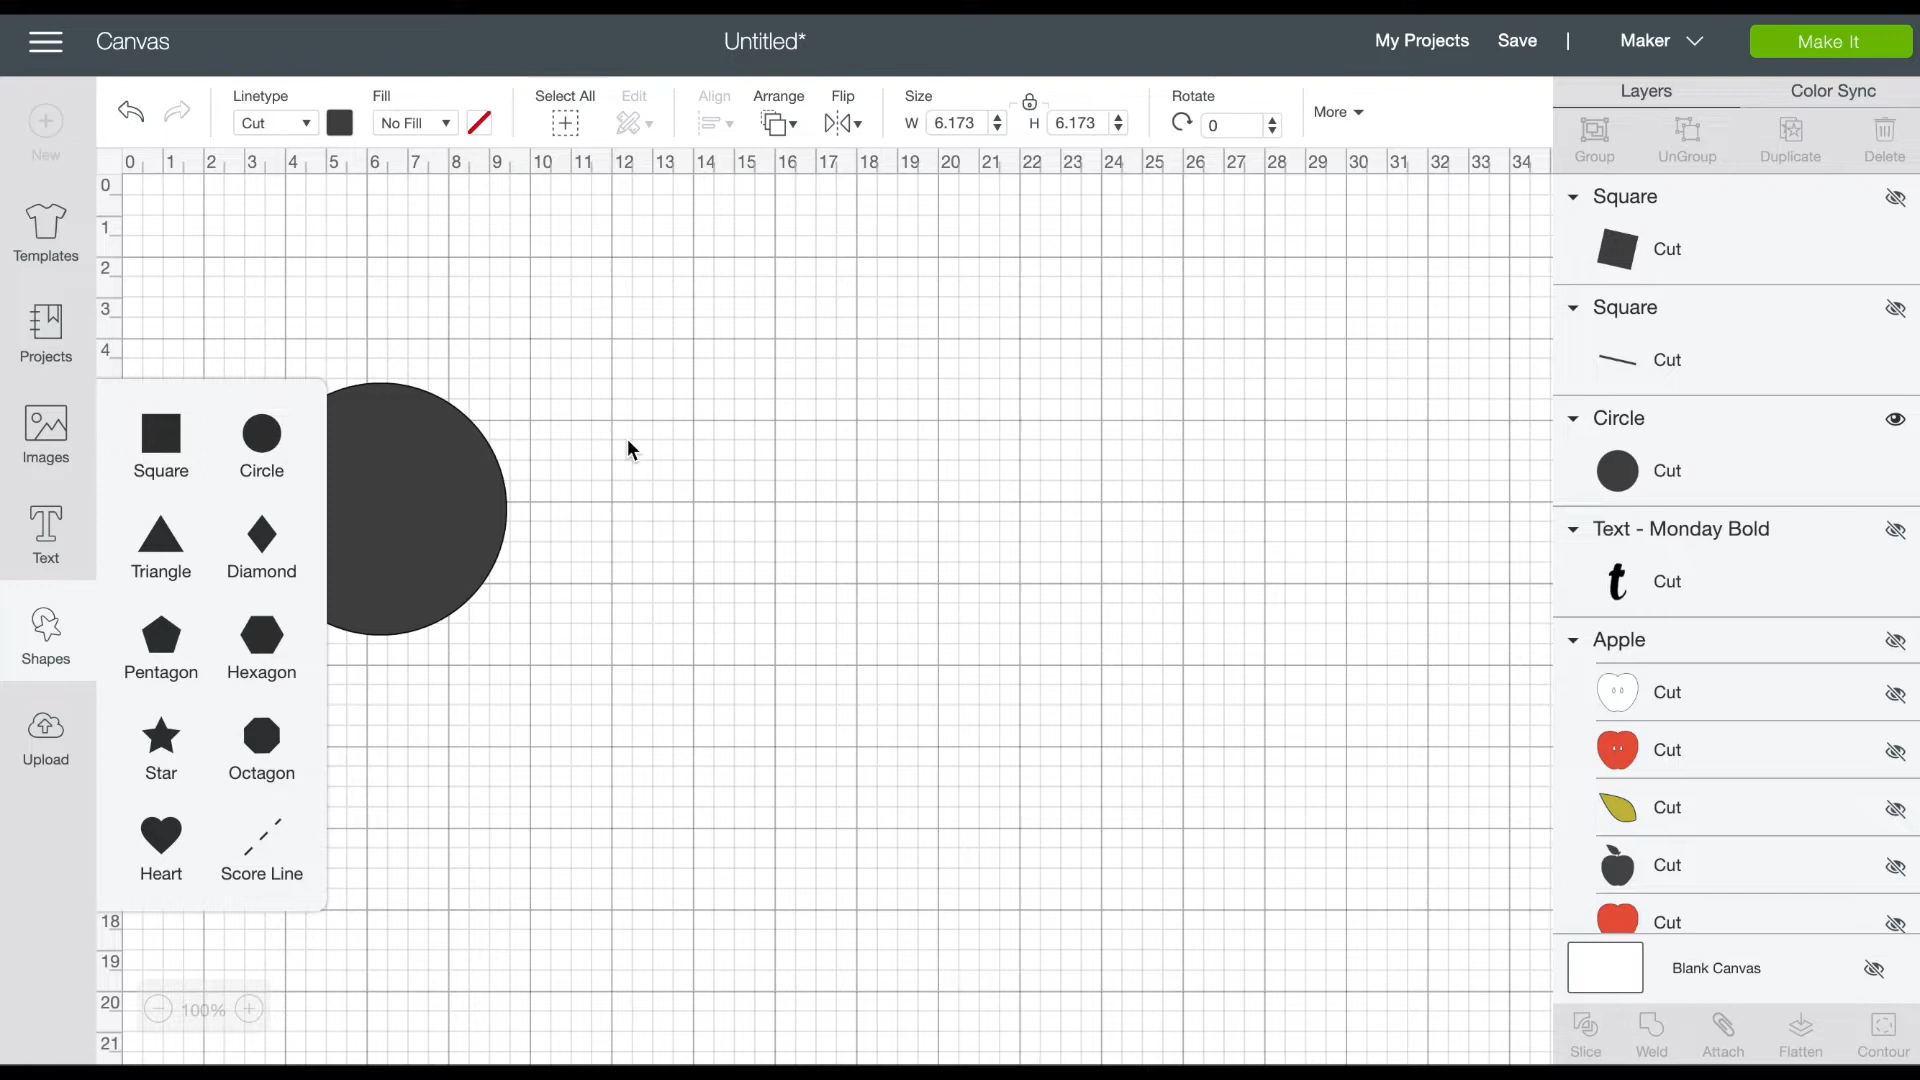 Canvas
Untitled*
My Projects
Save
|
Maker
Make It
New
Templates
Projects
Images
Text
Shapes
Upload
Linetype
Cut
Fill
No Fill
Select All
Edit
Align
Arrange
Flip
Size
W 6.173
H 6.173
Rotate
0
More
0 1 2 3 4 5 6 7 8 9 10 11 12 13 14 15 16 17 18 19 20 21 22 23 24 25 26 27 28 29 30 31 32 33 34
0
1
2
3
4
18
19
20
21
Square
Circle
Triangle
Diamond
Pentagon
Hexagon
Star
Octagon
Heart
Score Line
100%
Layers
Color Sync
Group
UnGroup
Duplicate
Delete
Square
Cut
Square
Cut
Circle
Cut
Text - Monday Bold
t
Cut
Apple
Cut
Cut
Cut
Cut
Cut
Blank Canvas
Slice
Weld
Attach
Flatten
Contour